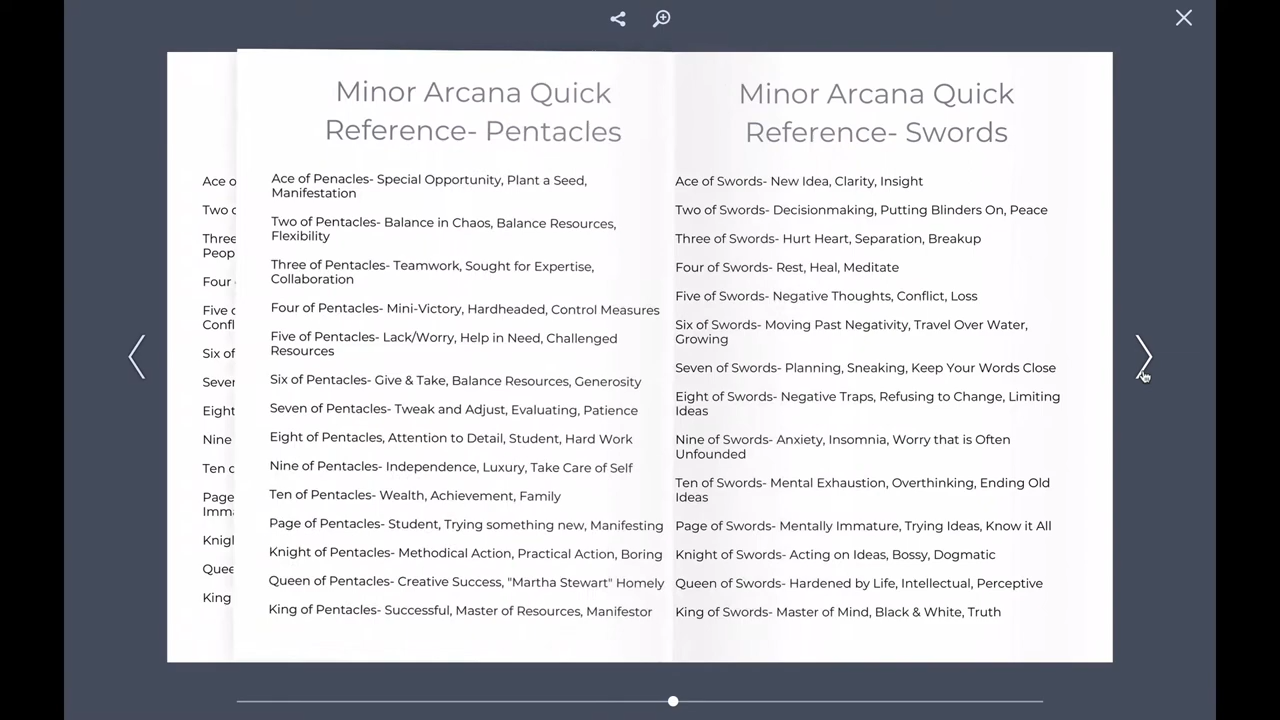 Minor Arcana Quick
Reference- Pentacles
Ace of Penacles- Special Opportunity, Plant a Seed,
Manifestation
Two of Pentacles- Balance in Chaos, Balance Resources,
Flexibility
Three of Pentacles- Teamwork, Sought for Expertise,
Collaboration
Four of Pentacles- Mini-Victory, Hardheaded, Control Measures
Five of Pentacles- Lack/Worry, Help in Need, Challenged
Resources
Six of Pentacles- Give & Take, Balance Resources, Generosity
Seven of Pentacles- Tweak and Adjust, Evaluating, Patience
Eight of Pentacles, Attention to Detail, Student, Hard Work
Nine of Pentacles- Independence, Luxury, Take Care of Self
Ten of Pentacles- Wealth, Achievement, Family
Page of Pentacles- Student, Trying something new, Manifesting
Knight of Pentacles- Methodical Action, Practical Action, Boring
Queen of Pentacles- Creative Success, "Martha Stewart" Homely
King of Pentacles- Successful, Master of Resources, Manifestor
Minor Arcana Quick
Reference- Swords
Ace of Swords- New Idea, Clarity, Insight
Two of Swords- Decisionmaking, Putting Blinders On, Peace
Three of Swords- Hurt Heart, Separation, Breakup
Four of Swords- Rest, Heal, Meditate
Five of Swords- Negative Thoughts, Conflict, Loss
Six of Swords- Moving Past Negativity, Travel Over Water,
Growing
Seven of Swords- Planning, Sneaking, Keep Your Words Close
Eight of Swords- Negative Traps, Refusing to Change, Limiting
Ideas
Nine of Swords- Anxiety, Insomnia, Worry that is Often
Unfounded
Ten of Swords- Mental Exhaustion, Overthinking, Ending Old
Ideas
Page of Swords- Mentally Immature, Trying Ideas, Know it All
Knight of Swords- Acting on Ideas, Bossy, Dogmatic
Queen of Swords- Hardened by Life, Intellectual, Perceptive
King of Swords- Master of Mind, Black & White, Truth
Ace
Two
Three
Four
Five
Six of
Eight
Nine
Ten
Page
King